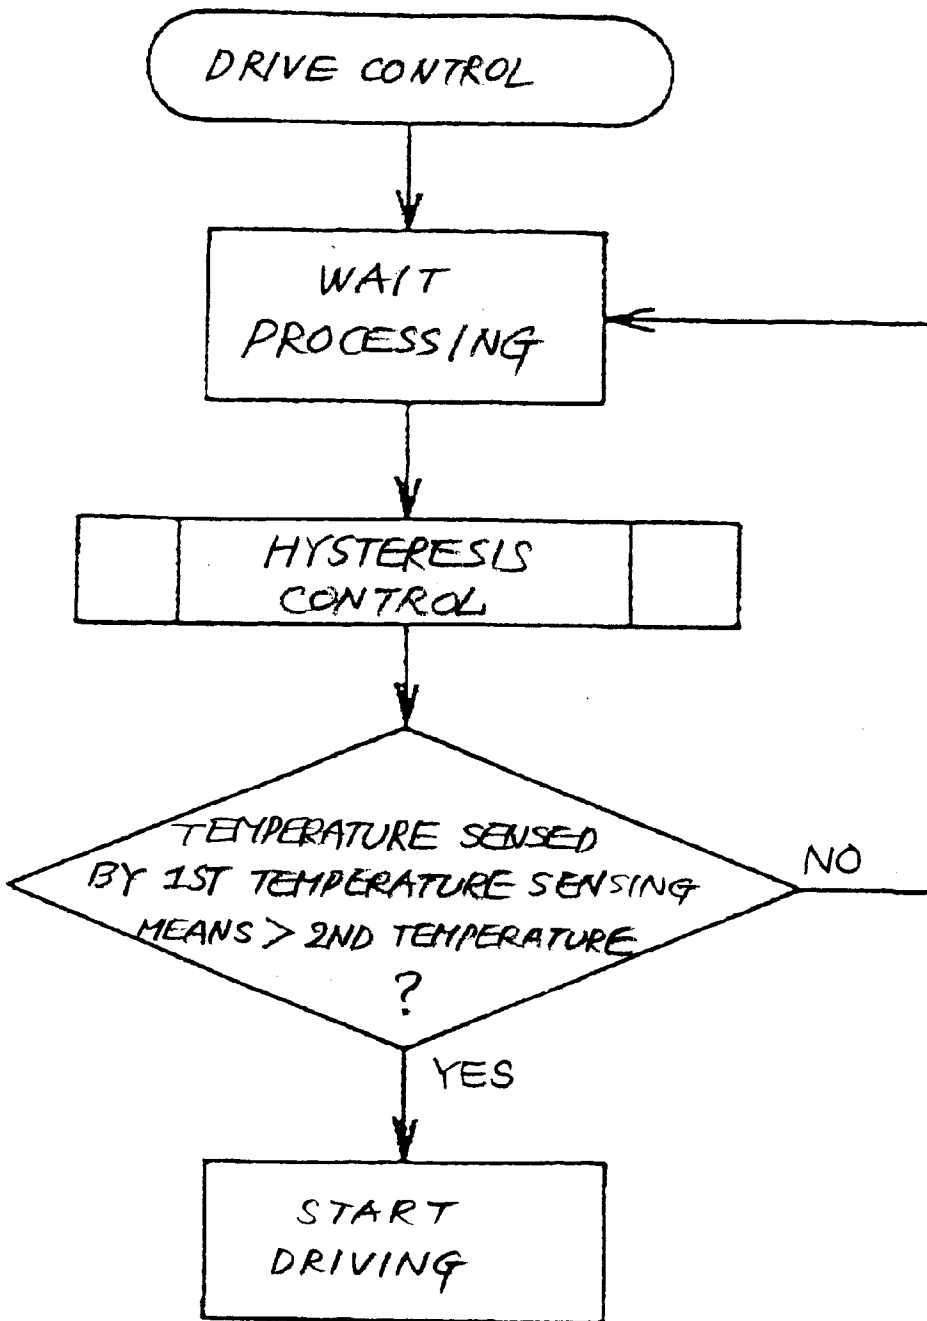 DRIVE CONTROL
WAIT
PROCESSING
HYSTERESIS
CONTROL
TEMPERATURE SENSED
BY 1ST TEMPERATURE SENSING
MEANS > 2ND TEMPERATURE
?
NO
YES
START
DRIVING